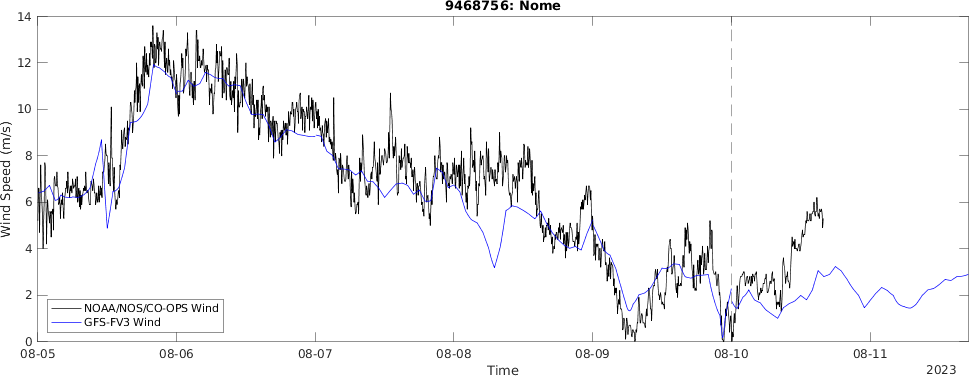 9468756: Nome
14
12
10
8
6
4
2
0
Wind Speed (m/s)
NOAA/NOS/CO-OPS Wind
GFS-FV3 Wind
08-05 08-06 08-07 08-08 08-09 08-10 08-11
Time
2023